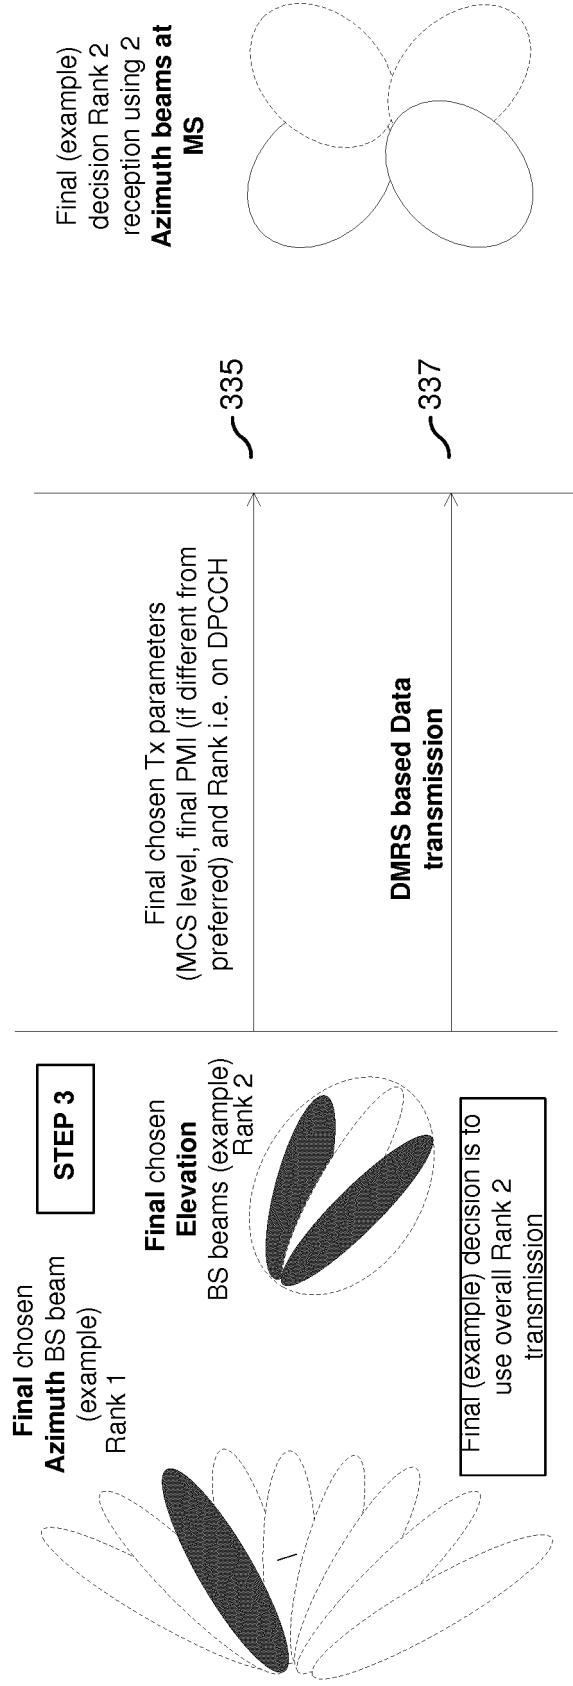 Final chosen
Azimuth BS beam
(example)
Rank 1
STEP 3
Final chosen
Elevation
BS beams (example)
Rank 2
Final (example) decision is to
use overall Rank 2
transmission
Final chosen Tx parameters
(MCS level, final PMI (if different from
preferred) and Rank i.e. on DPCCH
DMRS based Data
transmission
335
337
Final (example)
decision Rank 2
reception using 2
Azimuth beams at
MS